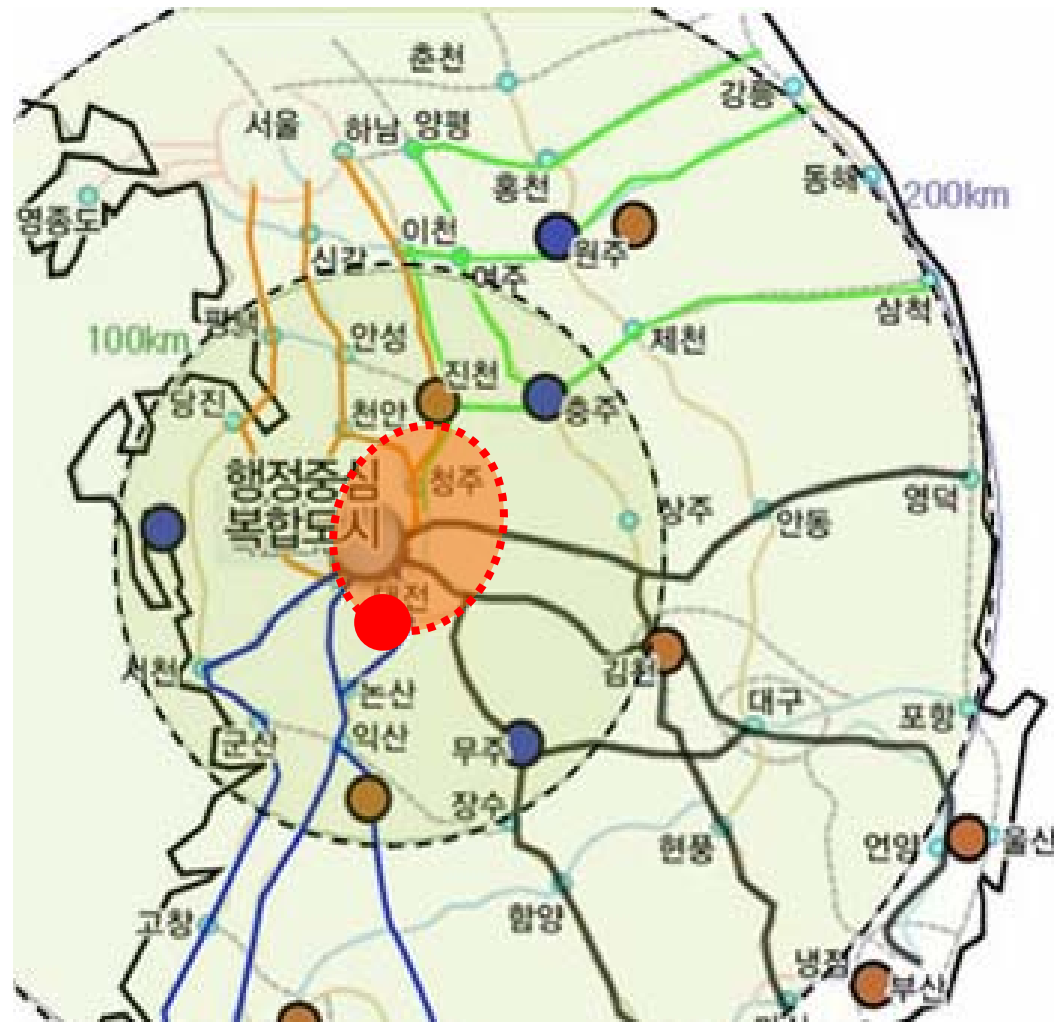 춘천
강릉
서울
하남
양평
홍천
동해
200km
영종도
이천
원주
신갈
여주
삼척
100km
평택
안성
제천
진천
당진
천안
충주
행정중심
복합도시
청주
상주
안동
영덕
대전
서천
김천
논산
대구
포항
군산
익산
무주
장수
현풍
언양
울산
고창
함양
냉정
부산